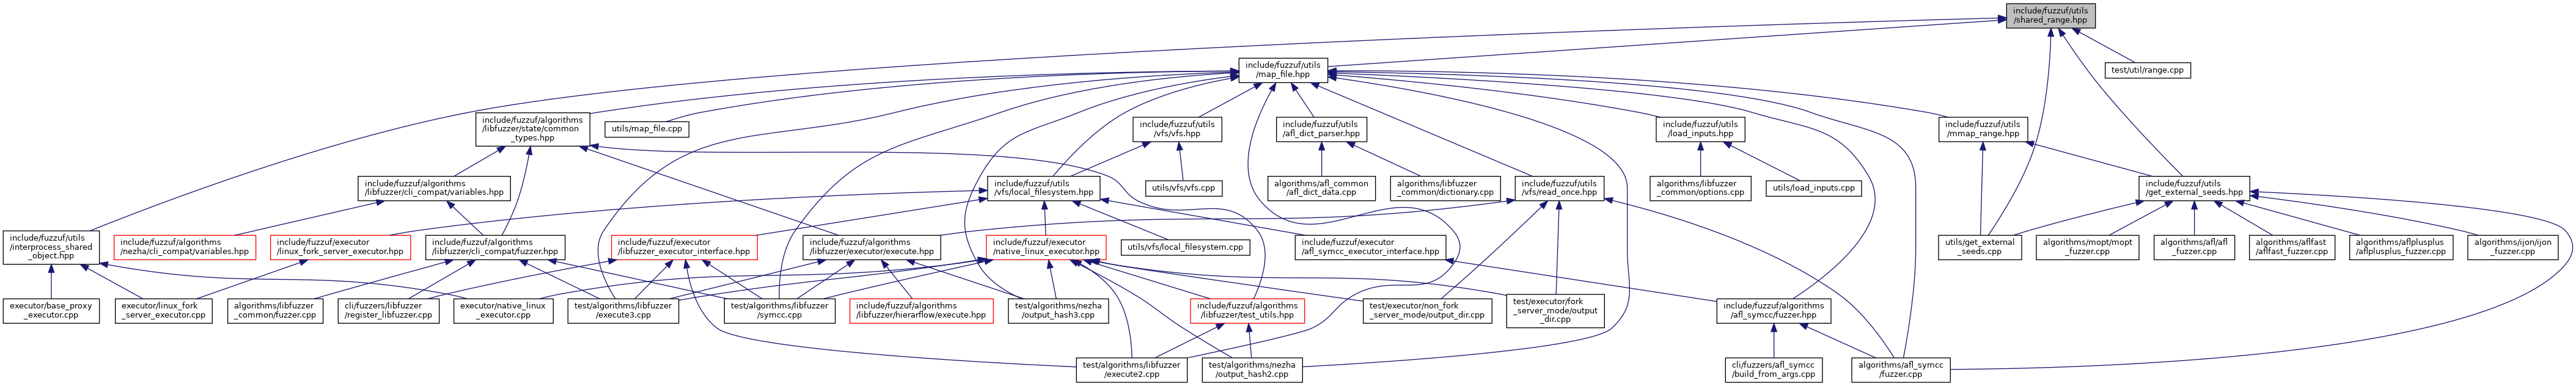 include/fuzzuf/utils
/shared_range.hpp
include/fuzzuf/utils
/map_file.hpp
test/util/range.cpp
include/fuzzuf/algorithms
/libfuzzer/state/common
_types.hpp
utils/map_file.cpp
include/fuzzuf/utils
/vfs/vfs.hpp
include/fuzzuf/utils
/afl_dict_parser.hpp
include/fuzzuf/utils
/load_inputs.hpp
include/fuzzuf/utils
/mmap_range.hpp
include/fuzzuf/algorithms
/libfuzzer/cli_compat/variables.hpp
include/fuzzuf/utils
/vfs/local_filesystem.hpp
utils/vfs/vfs.cpp
algorithms/afl_common
/afl_dict_data.cpp
algorithms/libfuzzer
_common/dictionary.cpp
include/fuzzuf/utils
/vfs/read_once.hpp
algorithms/libfuzzer
_common/options.cpp
utils/load_inputs.cpp
include/fuzzuf/utils
/get_external_seeds.hpp
include/fuzzuf/utils
/interprocess_shared
_object.hpp
include/fuzzuf/algorithms
/nezha/cli_compat/variables.hpp
include/fuzzuf/executor
/linux_fork_server_executor.hpp
include/fuzzuf/algorithms
/libfuzzer/cli_compat/fuzzer.hpp
include/fuzzuf/executor
/libfuzzer_executor_interface.hpp
include/fuzzuf/algorithms
/libfuzzer/executor/execute.hpp
include/fuzzuf/executor
/native_linux_executor.hpp
utils/vfs/local_filesystem.cpp
include/fuzzuf/executor
/afl_symcc_executor_interface.hpp
utils/get_external
_seeds.cpp
algorithms/mopt/mopt
_fuzzer.cpp
algorithms/afl/afl
_fuzzer.cpp
algorithms/aflfast
/aflfast_fuzzer.cpp
algorithms/aflplusplus
/aflplusplus_fuzzer.cpp
algorithms/ijon/ijon
_fuzzer.cpp
executor/base_proxy
_executor.cpp
executor/linux_fork
_server_executor.cpp
algorithms/libfuzzer
_common/fuzzer.cpp
cli/fuzzers/libfuzzer
/register_libfuzzer.cpp
executor/native_linux
_executor.cpp
test/algorithms/libfuzzer
/execute3.cpp
test/algorithms/libfuzzer
/symcc.cpp
include/fuzzuf/algorithms
/libfuzzer/hierarflow/execute.hpp
test/algorithms/nezha
/output_hash3.cpp
include/fuzzuf/algorithms
/libfuzzer/test_utils.hpp
test/executor/non_fork
_server_mode/output_dir.cpp
test/executor/fork
_server_mode/output
_dir.cpp
include/fuzzuf/algorithms
/afl_symcc/fuzzer.hpp
test/algorithms/libfuzzer
/execute2.cpp
test/algorithms/nezha
/output_hash2.cpp
cli/fuzzers/afl_symcc
/build_from_args.cpp
algorithms/afl_symcc
/fuzzer.cpp